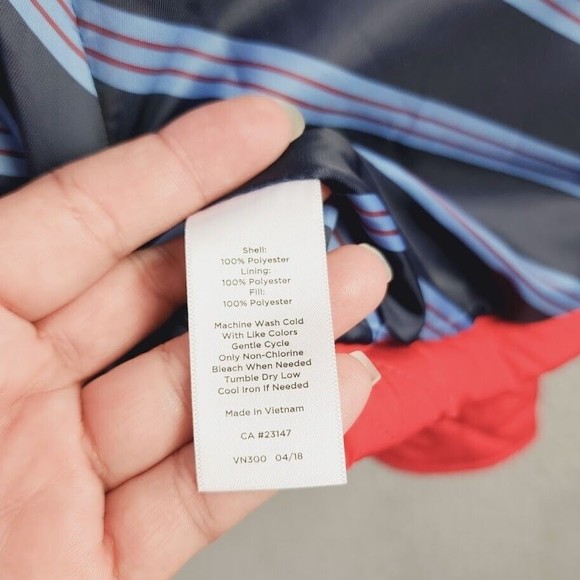 Shell:
100% Polyester
Lining:
100% Polyester
Fill:
100% Polyester
Machine Wash Cold
With Like Colors
Gentle Cycle
Only Non-Chlorine
Bleach When Needed
Tumble Dry Low
Cool Iron If Needed
Made in Vietnam
CA #23147
VN300 04/18